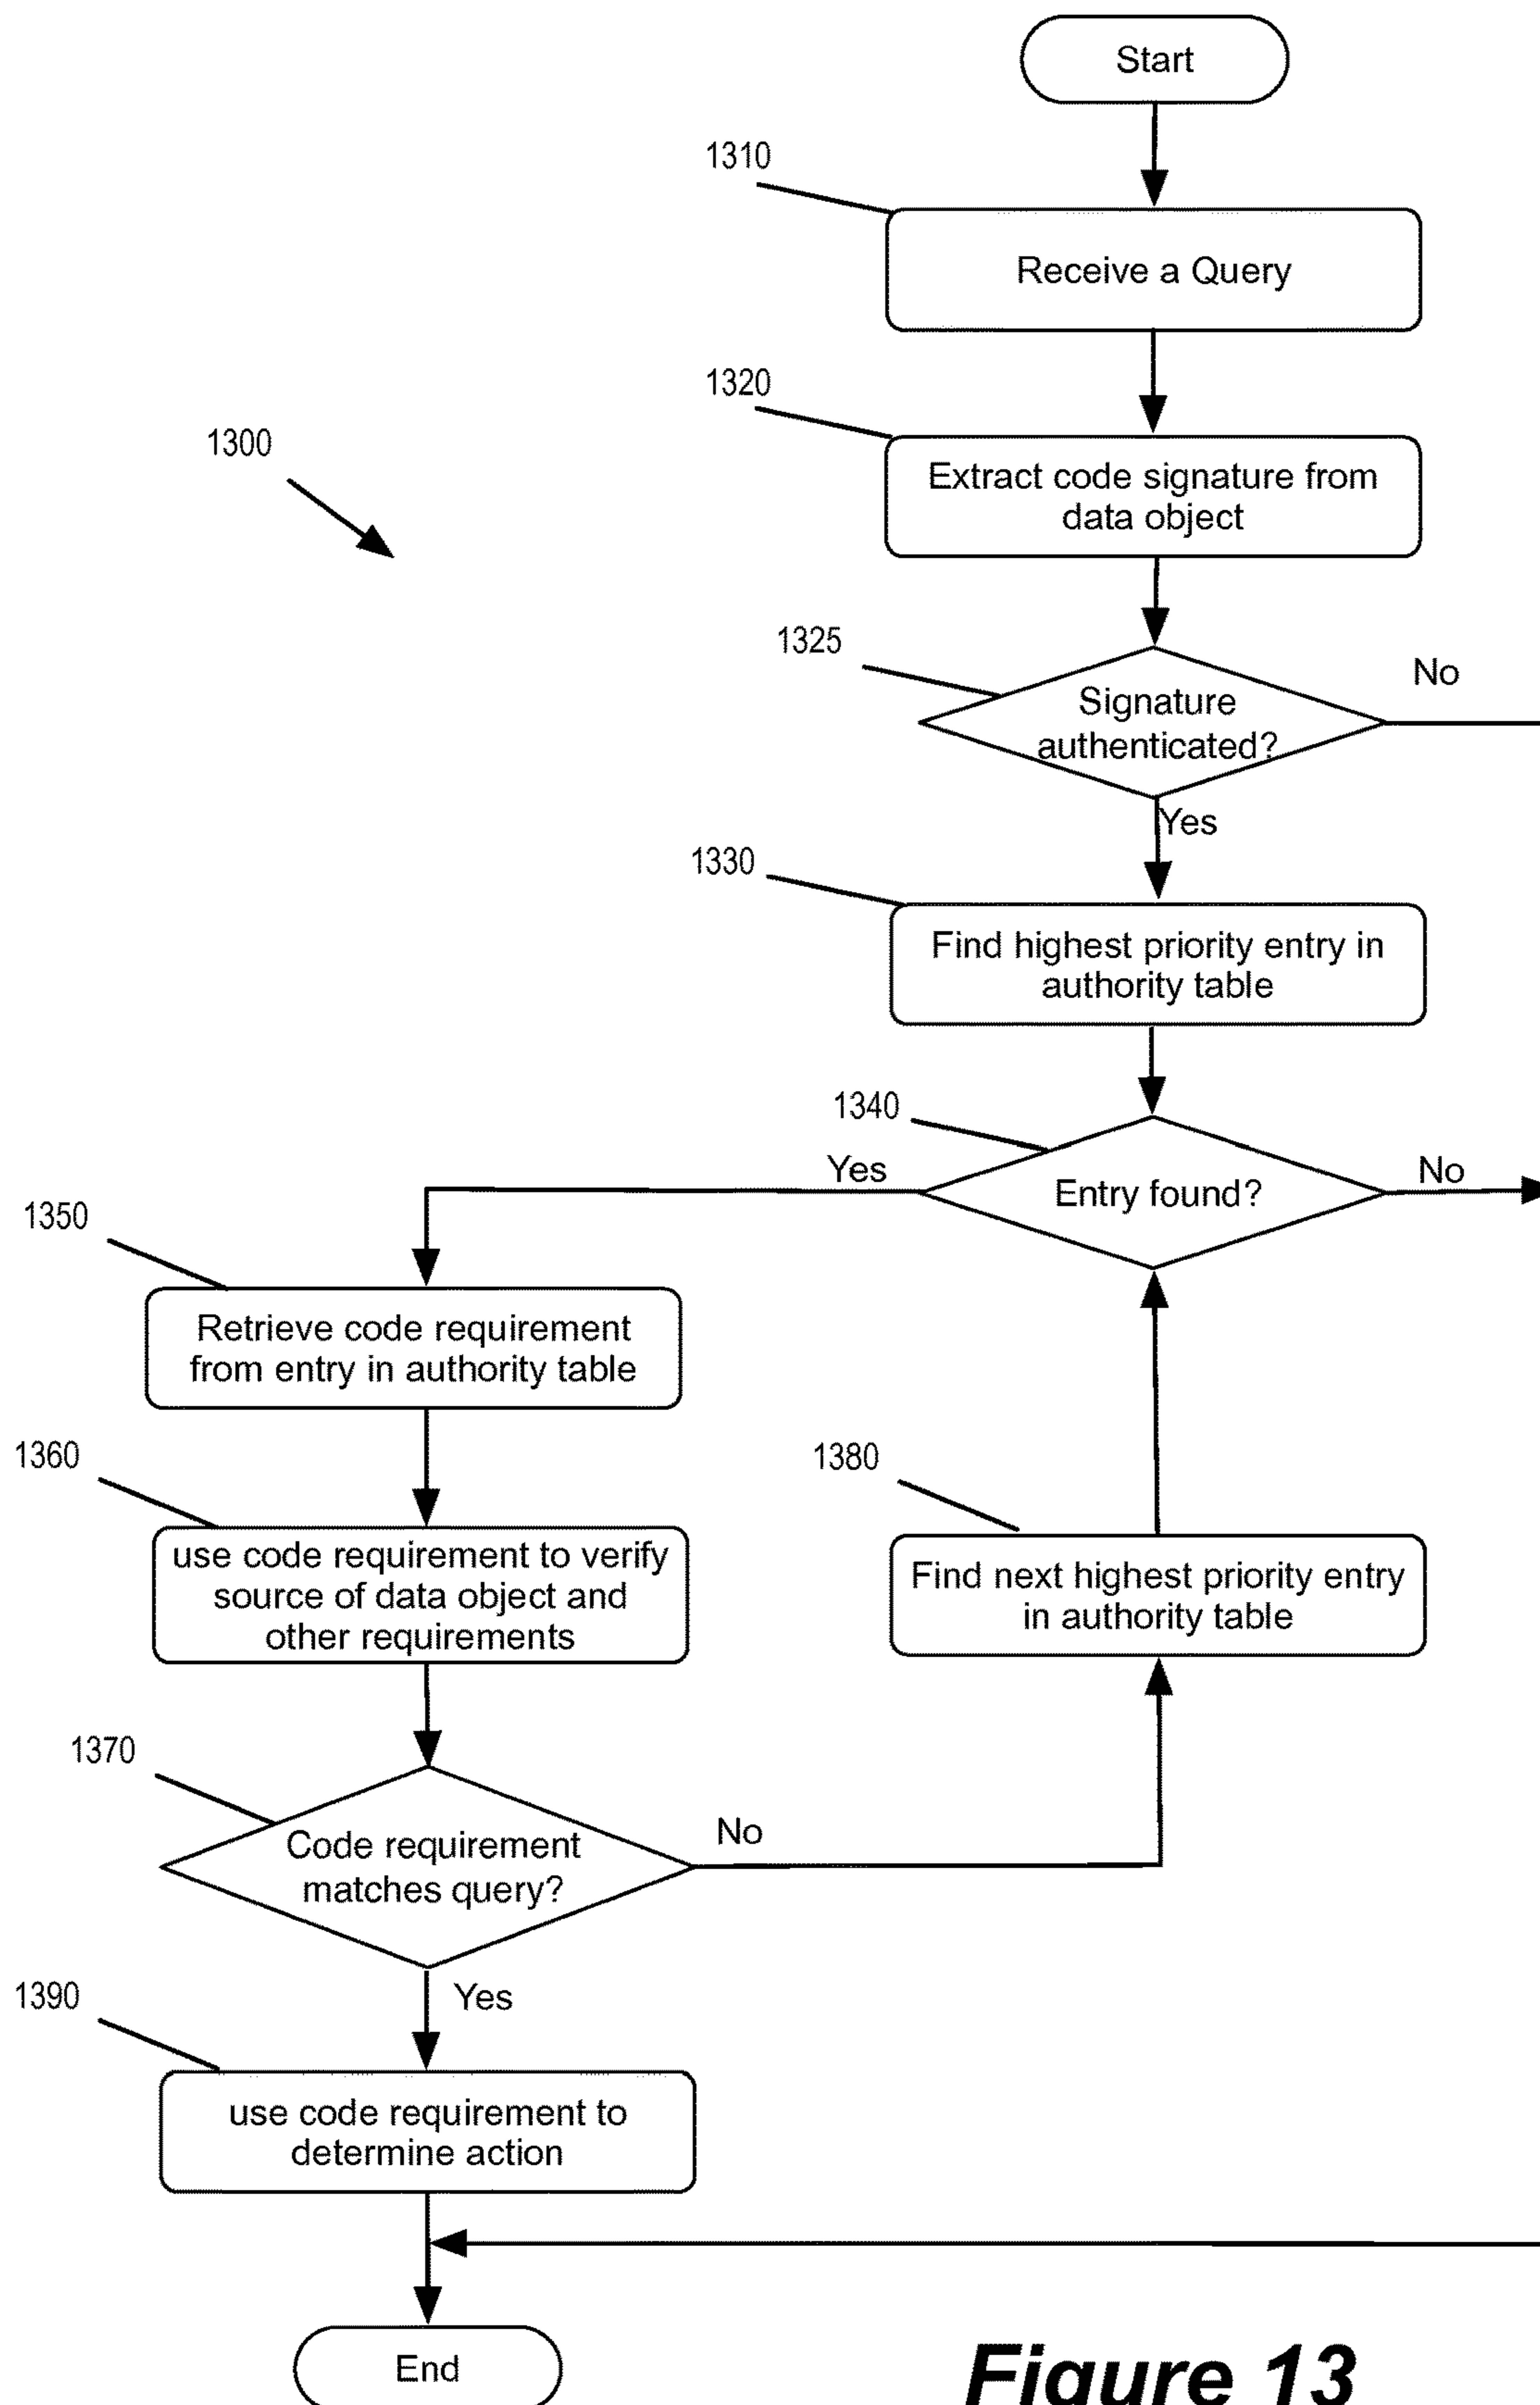 Start
1310
Receive a Query
1320
1300
Extract code signature from
data object
1325
No
Signature
authenticated?
Yes
1330
Find highest priority entry in
authority table
1340
Yes
No
Entry found?
1350
Retrieve code requirement
from entry in authority table
1360
1380
use code requirement to verify
source of data object and
other requirements
Find next highest priority entry
in authority table
1370
No
Code requirement
matches query?
Yes
1390
use code requirement to
determine action
End
Figure 13